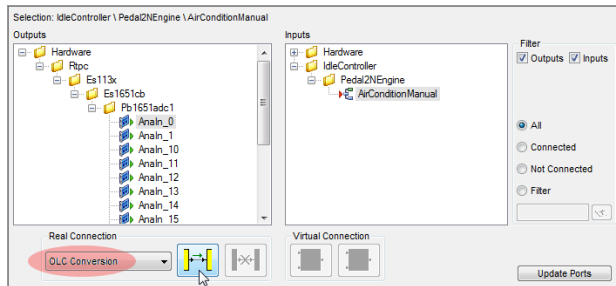 Selection: IdleController \ Pedal2NEngine \ AirConditionManual
Outputs
Hardware
Rtpc
Es113x
Es1651cb
Pb1651adc1
AnaIn_0
AnaIn_1
AnaIn_10
AnaIn_11
AnaIn_12
AnaIn_13
AnaIn_14
AnaIn_15
Inputs
Hardware
IdleController
Pedal2NEngine
AirConditionManual
Filter
Outputs Inputs
All
Connected
Not Connected
Filter
Real Connection
OLC Conversion
Virtual Connection
Update Ports